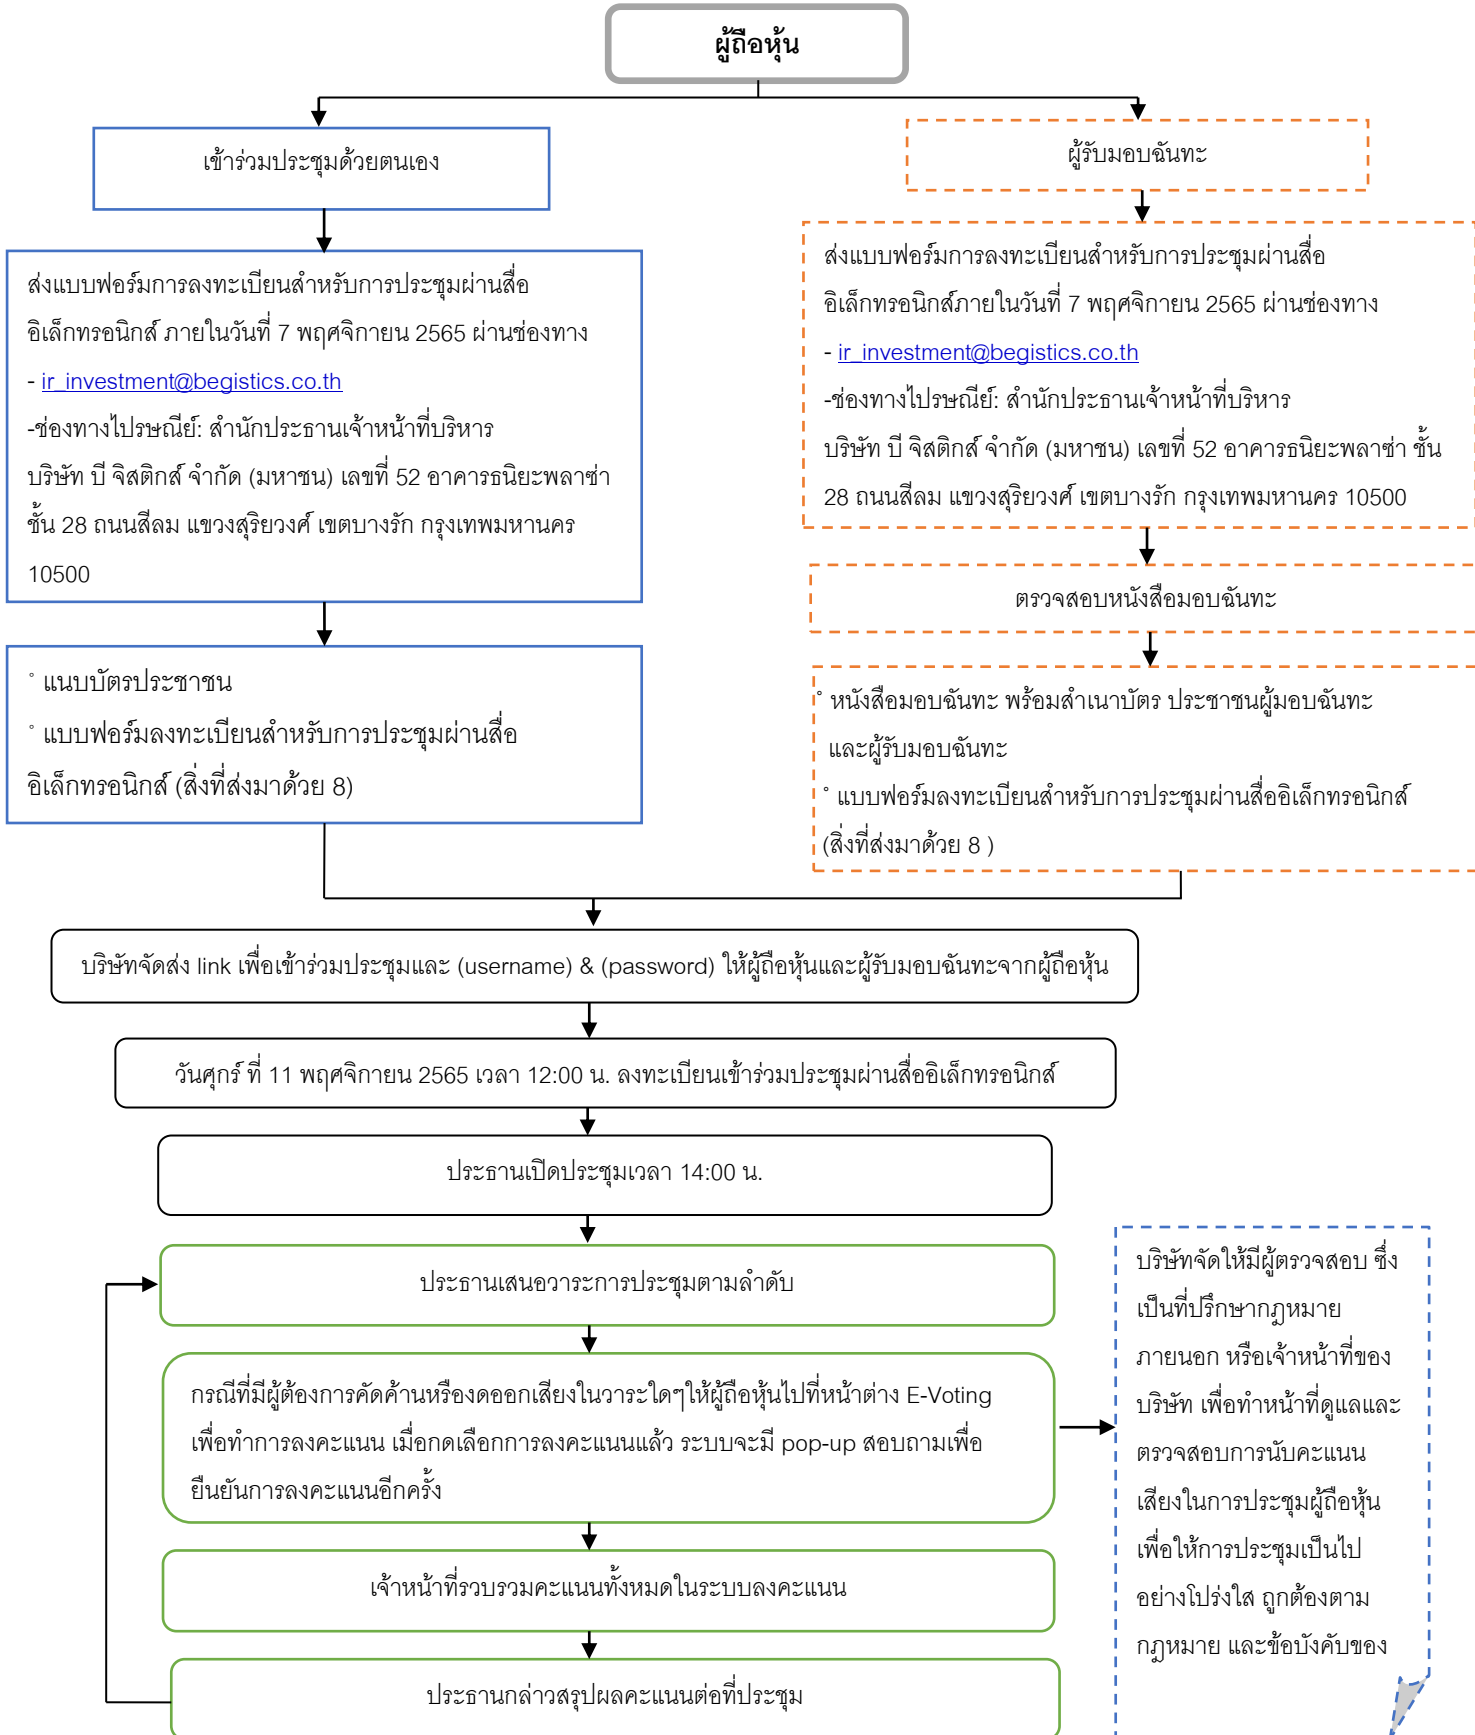 ผู้ถือหุ้น
เข้าร่วมประชุมด้วยตนเอง
ส่งแบบฟอร์มการลงทะเบียนสำหรับการประชุมผ่านสื่อ
อิเล็กทรอนิกส์ ภายในวันที่ 7 พฤศจิกายน 2565 ผ่านช่องทาง
- ir_investment@begistics.co.th
-ช่องทางไปรษณีย์: สำนักประธานเจ้าหน้าที่บริหาร
บริษัท บี จิสติกส์ จำกัด (มหาชน) เลขที่ 52 อาคารธนิยะพลาซ่า
ชั้น 28 ถนนสีลม แขวงสุริยวงศ์ เขตบางรัก กรุงเทพมหานคร
10500
° แนบบัตรประชาชน
° แบบฟอร์มลงทะเบียนสำหรับการประชุมผ่านสื่อ
อิเล็กทรอนิกส์ (สิ่งที่ส่งมาด้วย 8)
ผู้รับมอบฉันทะ
ส่งแบบฟอร์มการลงทะเบียนสำหรับการประชุมผ่านสื่อ
อิเล็กทรอนิกส์ภายในวันที่ 7 พฤศจิกายน 2565 ผ่านช่องทาง
- ir_investment@begistics.co.th
-ช่องทางไปรษณีย์: สำนักประธานเจ้าหน้าที่บริหาร
บริษัท บี จิสติกส์ จำกัด (มหาชน) เลขที่ 52 อาคารธนิยะพลาซ่า ชั้น
28 ถนนสีลม แขวงสุริยวงศ์ เขตบางรัก กรุงเทพมหานคร 10500
ตรวจสอบหนังสือมอบฉันทะ
° หนังสือมอบฉันทะ พร้อมสำเนาบัตร ประชาชนผู้มอบฉันทะ
และผู้รับมอบฉันทะ
° แบบฟอร์มลงทะเบียนสำหรับการประชุมผ่านสื่ออิเล็กทรอนิกส์
(สิ่งที่ส่งมาด้วย 8 )
บริษัทจัดส่ง link เพื่อเข้าร่วมประชุมและ (username) & (password) ให้ผู้ถือหุ้นและผู้รับมอบฉันทะจากผู้ถือหุ้น
วันศุกร์ ที่ 11 พฤศจิกายน 2565 เวลา 12:00 น. ลงทะเบียนเข้าร่วมประชุมผ่านสื่ออิเล็กทรอนิกส์
ประธานเปิดประชุมเวลา 14:00 น.
ประธานเสนอวาระการประชุมตามลำดับ
กรณีที่มีผู้ต้องการคัดค้านหรืองดออกเสียงในวาระใดๆให้ผู้ถือหุ้นไปที่หน้าต่าง E-Voting
เพื่อทำการลงคะแนน เมื่อกดเลือกการลงคะแนนแล้ว ระบบจะมี pop-up สอบถามเพื่อ
ยืนยันการลงคะแนนอีกครั้ง
เจ้าหน้าที่รวบรวมคะแนนทั้งหมดในระบบลงคะแนน
ประธานกล่าวสรุปผลคะแนนต่อที่ประชุม
บริษัทจัดให้มีผู้ตรวจสอบ ซึ่ง
เป็นที่ปรึกษากฎหมาย
ภายนอก หรือเจ้าหน้าที่ของ
บริษัท เพื่อทำหน้าที่ดูแลและ
ตรวจสอบการนับคะแนน
เสียงในการประชุมผู้ถือหุ้น
เพื่อให้การประชุมเป็นไป
อย่างโปร่งใส ถูกต้องตาม
กฎหมาย และข้อบังคับของ